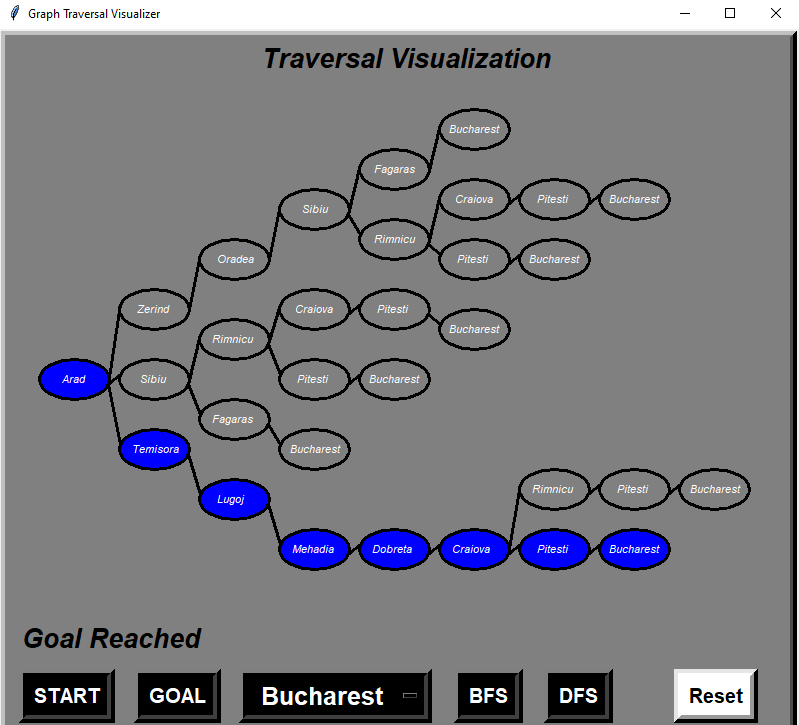 Graph Traversal Visualizer
Traversal Visualization
Bucharest
Fagaras
Craiova Pitesti Bucharest
Sibiu
Rimnicu
Oradea Pitesti Bucharest
Zerind Craiova Pitesti
Bucharest
Rimnicu
Arad Sibiu Pitesti Bucharest
Fagaras
Temisora Bucharest
Lugoj Rimnicu Pitesti Bucharest
Mehadia Dobreta Craiova Pitesti Bucharest
Goal Reached
START GOAL Bucharest BFS DFS Reset